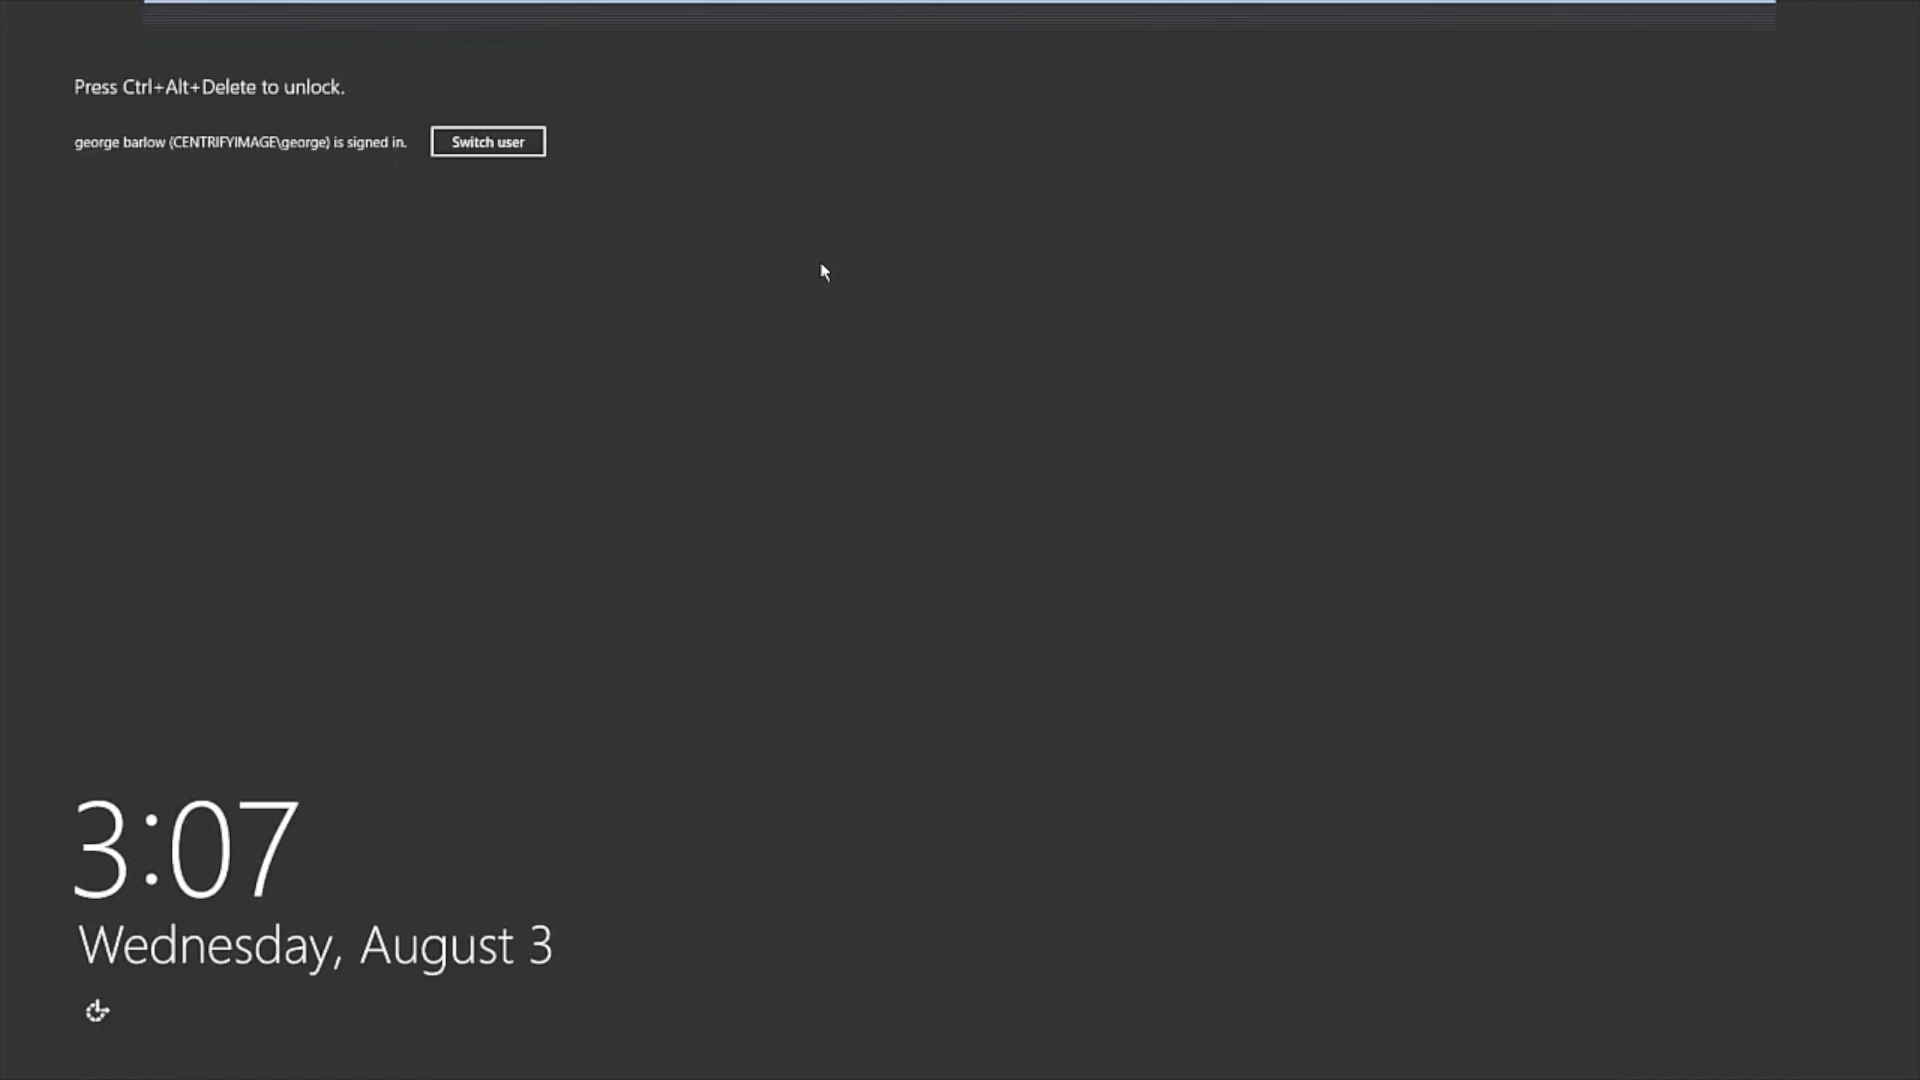 Press Ctrl+Alt+Delete to unlock.
george barlow (CENTRIFYIMAGE\george) is signed in. Switch user
3:07
Wednesday, August 3